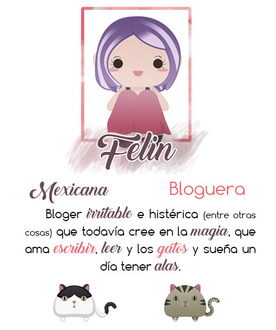 Felin
Mexicana Bloguera
Bloger irritable e histérica (entre otras
cosas) que todavía cree en la magia, que
ama escribir, leer y los gatos y sueña un
día tener alas.